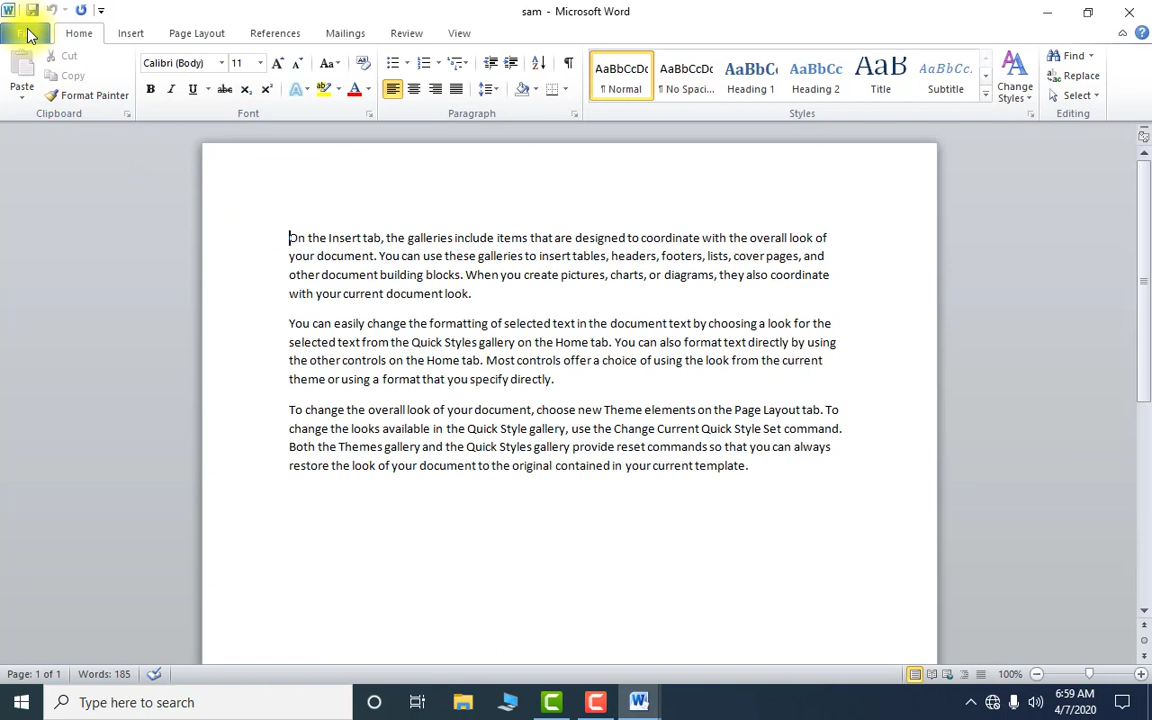 sam - Microsoft Word
Home Insert Page Layout References Mailings Review View
Cut
Copy
Format Painter
Paste
Clipboard
Calibri (Body) 11
Font
Paragraph
AaBbCcDc AaBbCcDc AaBbC AaBbCc AaB AaBbCc.
¶ Normal ¶ No Spaci... Heading 1 Heading 2 Title Subtitle
Change
Styles
Styles
Find
Replace
Select
Editing
On the Insert tab, the galleries include items that are designed to coordinate with the overall look of
your document. You can use these galleries to insert tables, headers, footers, lists, cover pages, and
other document building blocks. When you create pictures, charts, or diagrams, they also coordinate
with your current document look.
You can easily change the formatting of selected text in the document text by choosing a look for the
selected text from the Quick Styles gallery on the Home tab. You can also format text directly by using
the other controls on the Home tab. Most controls offer a choice of using the look from the current
theme or using a format that you specify directly.
To change the overall look of your document, choose new Theme elements on the Page Layout tab. To
change the looks available in the Quick Style gallery, use the Change Current Quick Style Set command.
Both the Themes gallery and the Quick Styles gallery provide reset commands so that you can always
restore the look of your document to the original contained in your current template.
Page: 1 of 1 Words: 185 100%
Type here to search
6:59 AM
4/7/2020